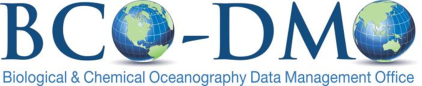 BCO-DMO
Biological & Chemical Oceanography Data Management Office